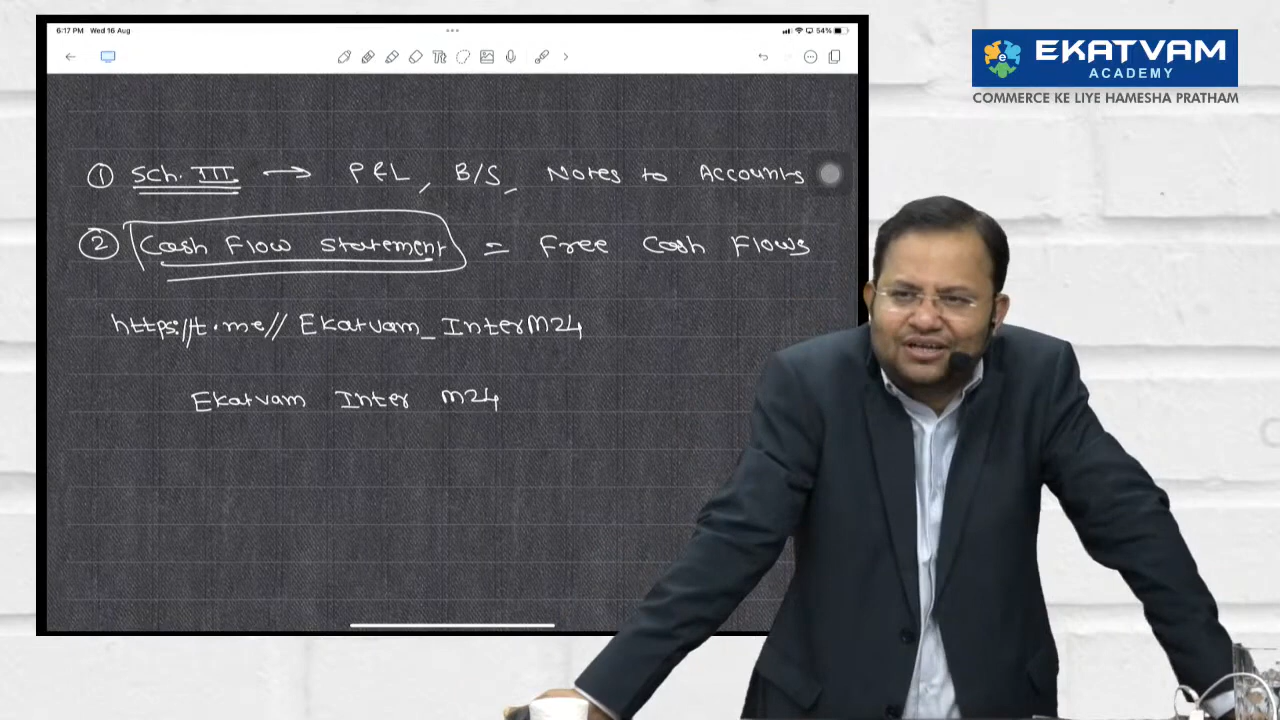 6:17 PM Wed 16 Aug
54%
EKATVAM
ACADEMY
COMMERCE KE LIYE HAMESHA PRATHAM
① Sch. III → P&L, B/S, Notes to Accounts
② Cash Flow Statement = Free Cash Flows
https://t.me// Ekatvam_InterM24
Ekatvam Inter M24